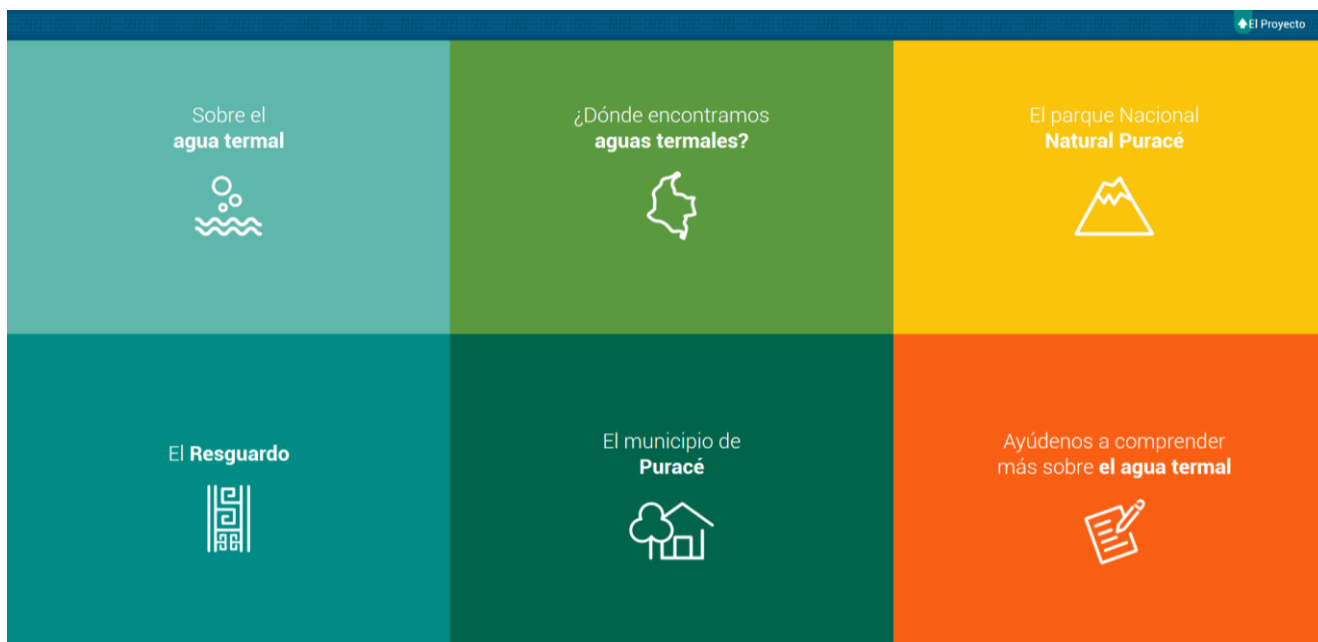 El Proyecto
Sobre el
agua termal
¿Dónde encontramos
aguas termales?
El parque Nacional
Natural Puracé
El Resguardo
El municipio de
Puracé
Ayúdenos a comprender
más sobre el agua termal